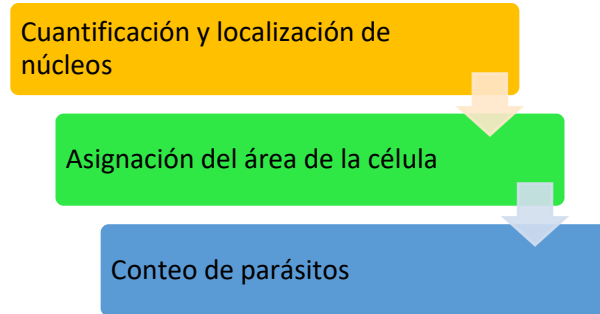 Cuantificación y localización de
núcleos
Asignación del área de la célula
Conteo de parásitos